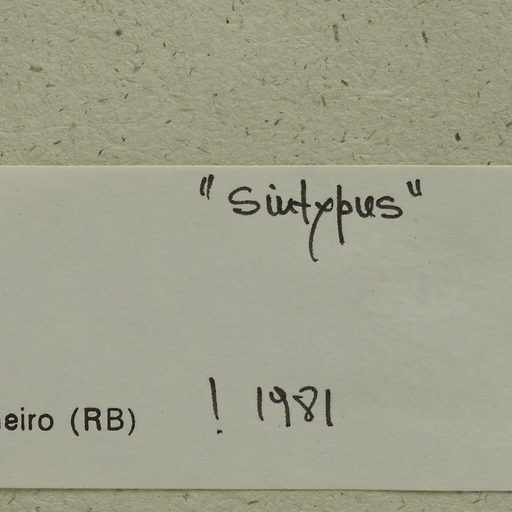 "Sintypus"
eiro (RB) ! 1981